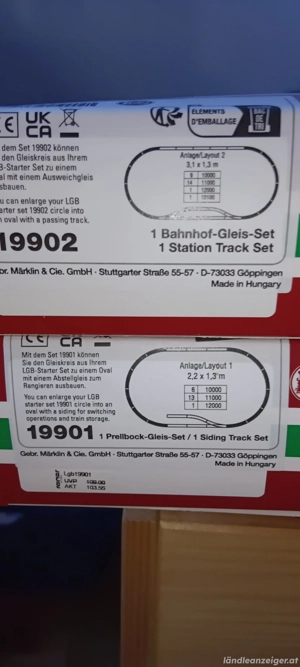 UK
CA
ELEMENTS
D'EMBALLAGE
BAC
DE
TRI
dem Set 19902 können
den Gleiskreis aus Ihrem
-Starter Set zu einem
al mit einem Ausweichgleis
bauen.
u can enlarge your LGB
arter set 19902 circle into
oval with a passing track.
Anlage/Layout 2
3,1 x 1,3 m
10000
14 11000
1 12000
1 12100
19902
1 Bahnhof-Gleis-Set
1 Station Track Set
ebr. Märklin & Cie. GmbH · Stuttgarter Straße 55-57 · D-73033 Göppingen
Made in Hungary
CE
CA
Mit dem Set 19901 können
Sie den Gleiskreis aus Ihrem
LGB-Starter Set zu einem Oval
mit einem Abstellgleis zum
Rangieren ausbauen.
You can enlarge your LGB
starter set 19901 circle into an
oval with a siding for switching
operations and train storage.
Anlage/Layout 1
2,2 x 1,3 m
6 10000
13 11000
1 12000
19901 1 Prellbock-Gleis-Set / 1 Siding Track Set
Gebr. Märklin & Cie. GmbH · Stuttgarter Straße 55-57 · D-73033 Göppingen
Made in Hungary
Lgb19901
UVP 109.00
AKT. 103.55
ländleanzeiger.at